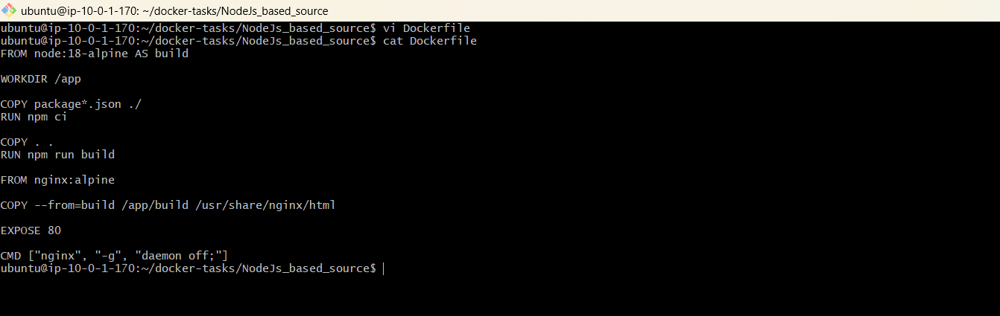 ubuntu@ip-10-0-1-170: ~/docker-tasks/NodeJs_based_source
ubuntu@ip-10-0-1-170:~/docker-tasks/NodeJs_based_source$ vi Dockerfile
ubuntu@ip-10-0-1-170:~/docker-tasks/NodeJs_based_source$ cat Dockerfile
FROM node:18-alpine AS build
WORKDIR /app
COPY package*.json ./
RUN npm ci
COPY . .
RUN npm run build
FROM nginx:alpine
COPY --from=build /app/build /usr/share/nginx/html
EXPOSE 80
CMD ["nginx", "-g", "daemon off;"]
ubuntu@ip-10-0-1-170:~/docker-tasks/NodeJs_based_source$